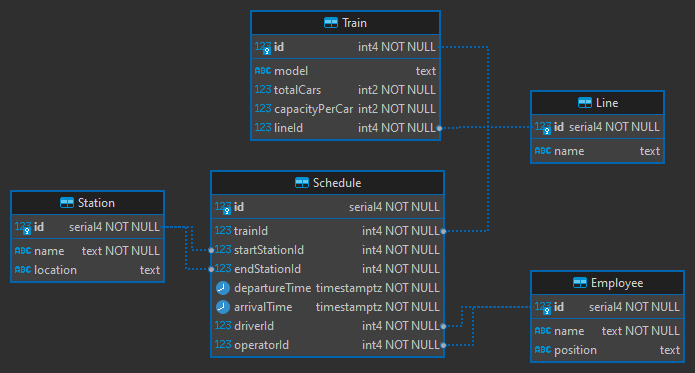 Train
123 id int4 NOT NULL
ABC model text
123 totalCars int2 NOT NULL
123 capacityPerCar int2 NOT NULL
123 lineId int4 NOT NULL
Line
123 id serial4 NOT NULL
ABC name text
Schedule
123 id serial4 NOT NULL
123 trainId int4 NOT NULL
123 startStationId int4 NOT NULL
123 endStationId int4 NOT NULL
departureTime timestamptz NOT NULL
arrivalTime timestamptz NOT NULL
123 driverId int4 NOT NULL
123 operatorId int4 NOT NULL
Station
123 id serial4 NOT NULL
ABC name text NOT NULL
ABC location text
Employee
123 id serial4 NOT NULL
ABC name text NOT NULL
ABC position text